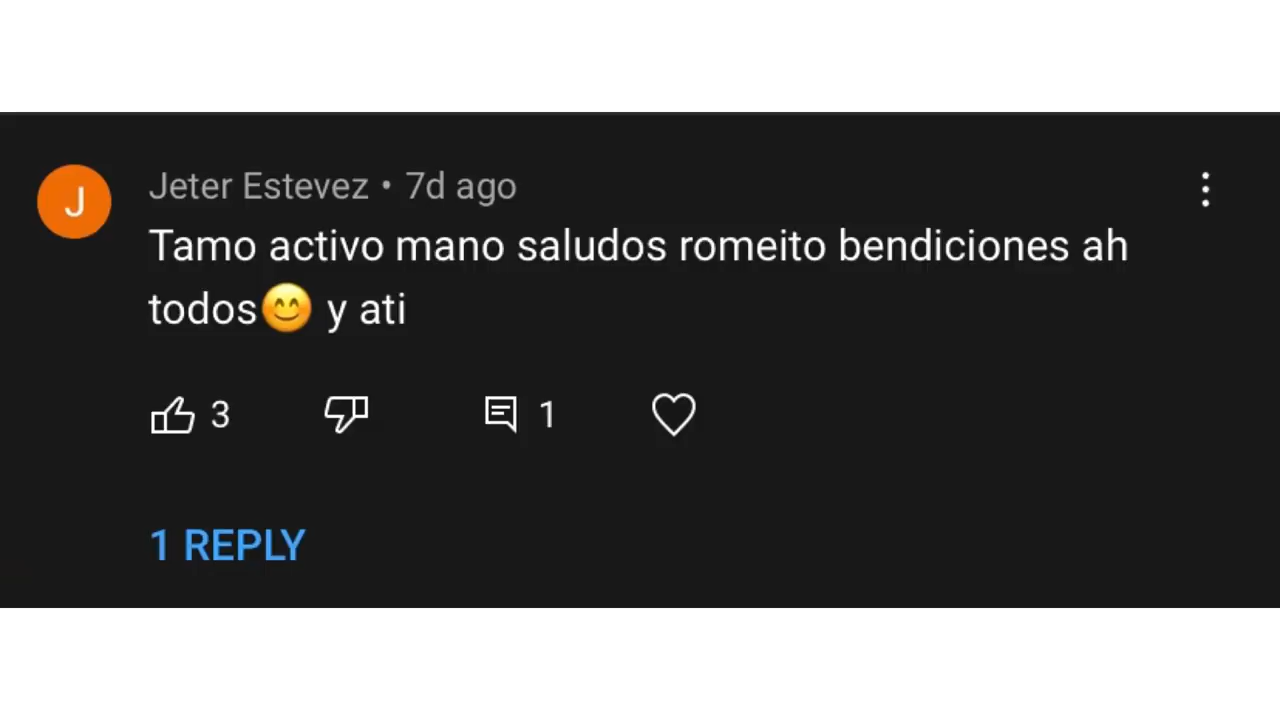 J
Jeter Estevez • 7d ago
Tamo activo mano saludos romeito bendiciones ah
todos😊 y ati
3
1
1 REPLY